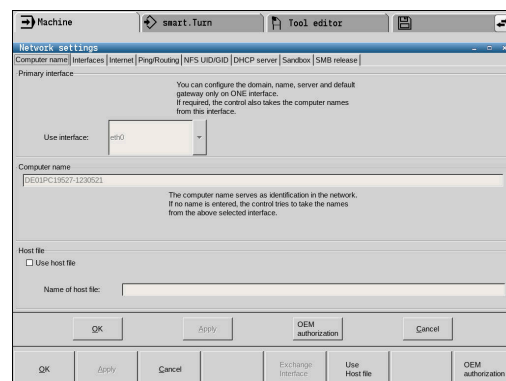 Machine
smart.Turn
Tool editor
Network settings
Computer name Interfaces Internet Ping/Routing NFS UID/GID DHCP server Sandbox SMB release
Primary interface
You can configure the domain, name, server and default
gateway only on ONE interface.
If required, the control also takes the computer names
from this interface.
Use interface:
eth0
Computer name
DE01PC19527-1230521
The computer name serves as identification in the network.
If no name is entered, the control tries to take the names
from the above selected interface.
Host file
Use host file
Name of host file:
OK
Apply
OEM
authorization
Cancel
OK
Apply
Cancel
Exchange
Interface
Use
Host file
OEM
authorization